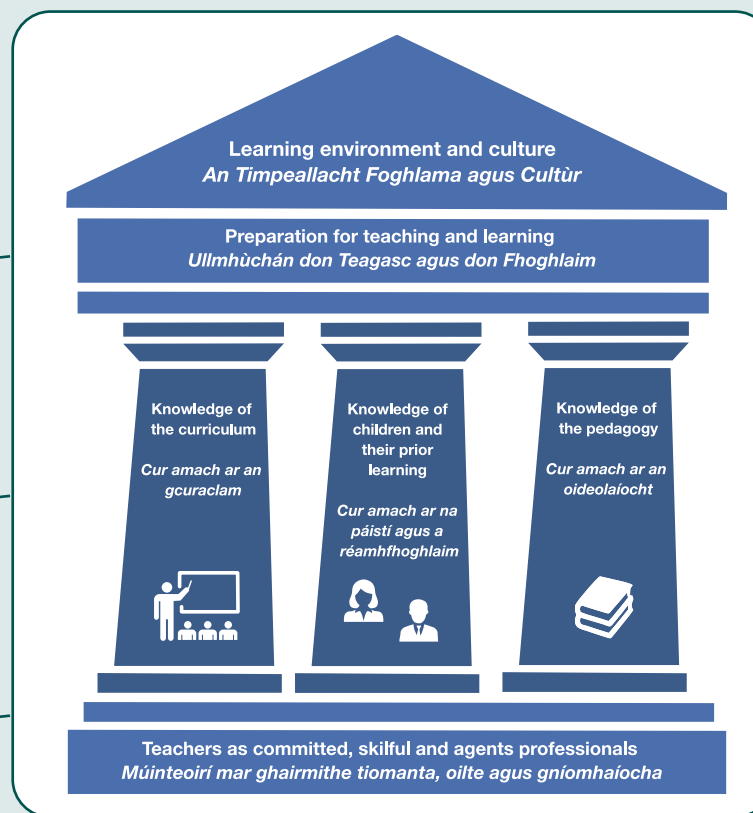 Learning environment and culture
An Timpeallacht Foghlama agus Cultùr
Preparation for teaching and learning
Ullmhùchán don Teagasc agus don Fhoghlaim
Knowledge of
the curriculum
Cur amach ar an
gcuraclam
Knowledge of
children and
their prior
learning
Cur amach ar na
páistí agus a
réamhfhoghlaim
Knowledge of
the pedagogy
Cur amach ar an
oideolaíocht
Teachers as committed, skilful and agents professionals
Múinteoirí mar ghairmithe tiomanta, oilte agus gníomhaíocha